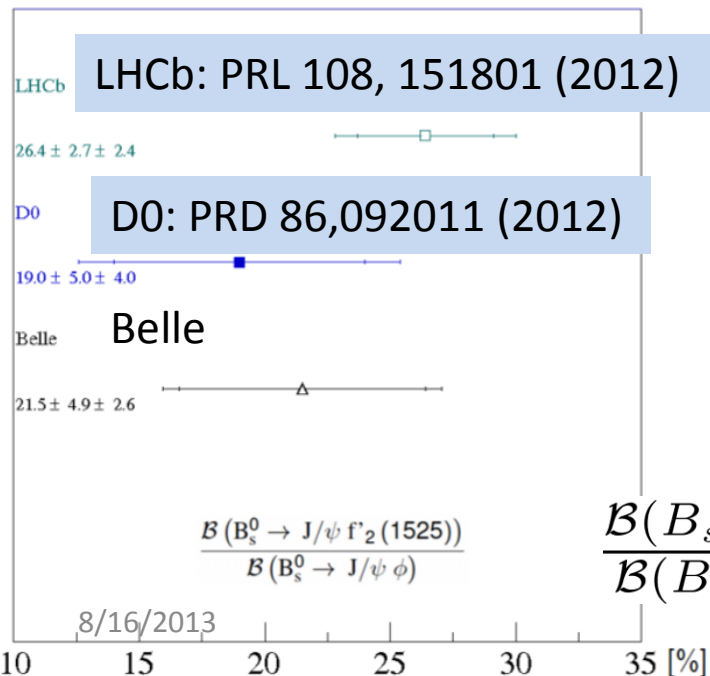 LHCb
LHCb: PRL 108, 151801 (2012)
26.4 ± 2.7 ± 2.4
D0
D0: PRD 86,092011 (2012)
19.0 ± 5.0 ± 4.0
Belle
Belle
21.5 ± 4.9 ± 2.6
B (B⁰ₛ → J/ψ f'₂ (1525))
B (B⁰ₛ → J/ψ φ)
B(Bₛ
B(B
8/16/2013
10 15 20 25 30 35 [%]